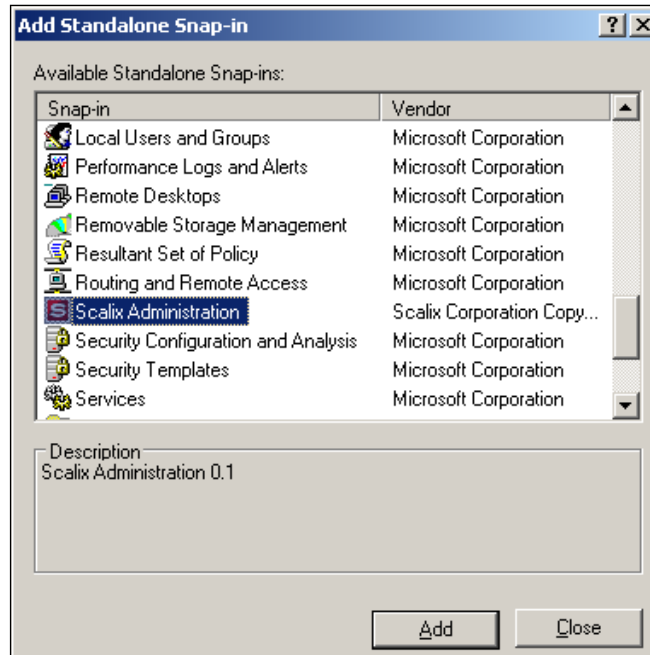 Add Standalone Snap-in
Available Standalone Snap-ins:
Snap-in Vendor
Local Users and Groups Microsoft Corporation
Performance Logs and Alerts Microsoft Corporation
Remote Desktops Microsoft Corporation
Removable Storage Management Microsoft Corporation
Resultant Set of Policy Microsoft Corporation
Routing and Remote Access Microsoft Corporation
Scalix Administration Scalix Corporation Copy...
Security Configuration and Analysis Microsoft Corporation
Security Templates Microsoft Corporation
Services Microsoft Corporation
Description
Scalix Administration 0.1
Add Close